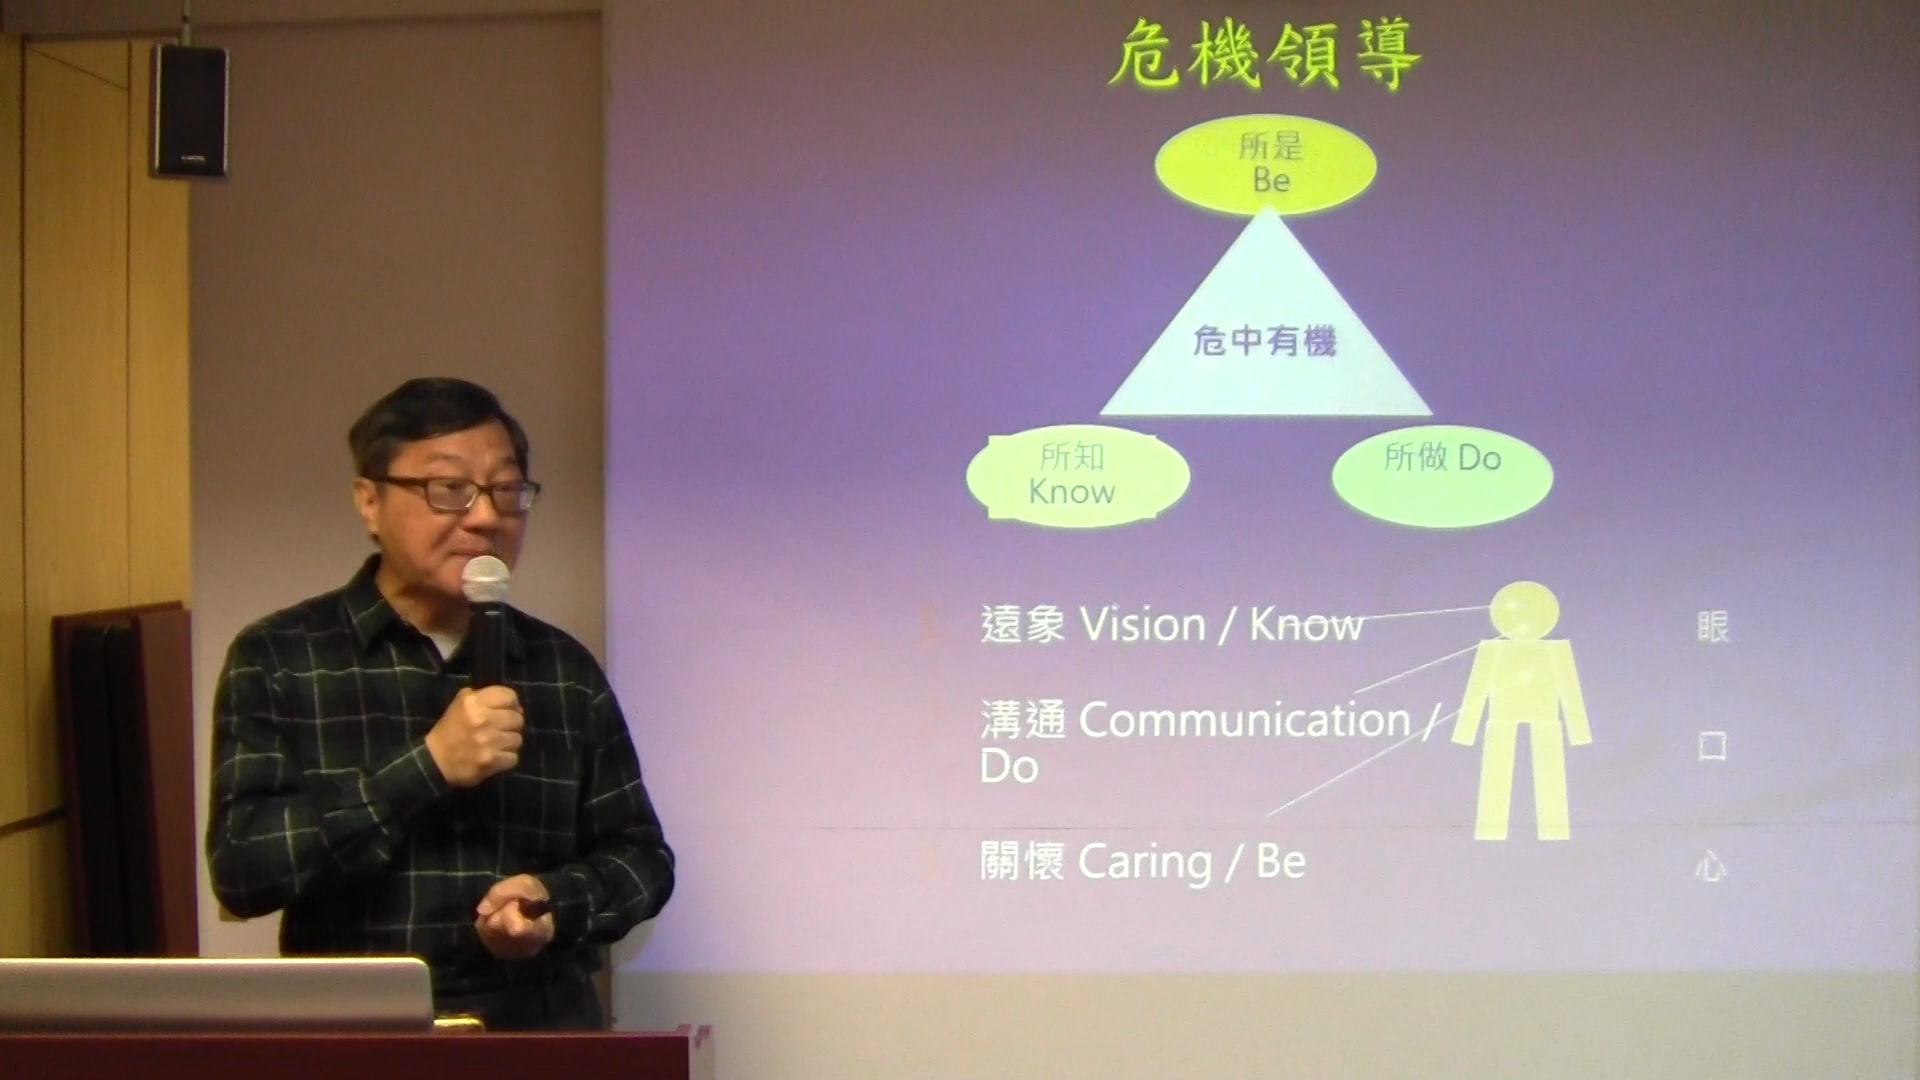 危機領導
所是
Be
危中有機
所知
Know
所做 Do
遠象 Vision / Know
眼
溝通 Communication /
Do
口
關懷 Caring / Be
心